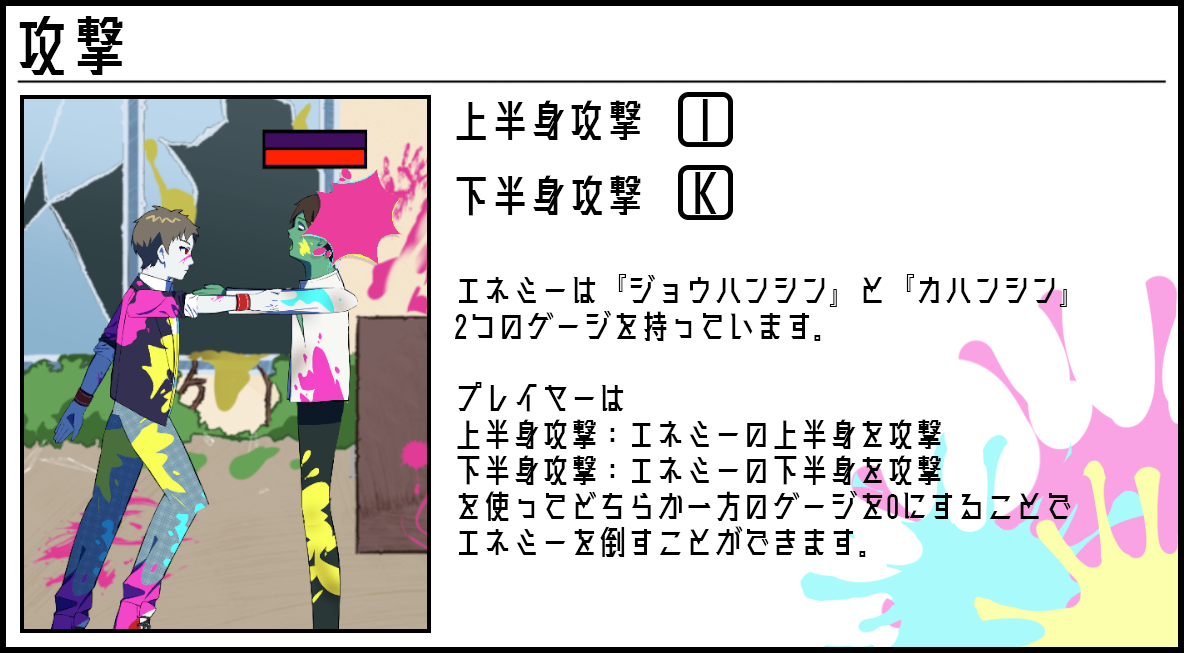 攻撃
上半身攻撃 I
下半身攻撃 K
エネミーは『ジョウハンシン』と『カハンシン』
2つのゲージを持っています。
プレイヤーは
上半身攻撃：エネミーの上半身を攻撃
下半身攻撃：エネミーの下半身を攻撃
を使ってどちらか一方のゲージを0にすることで
エネミーを倒すことができます。